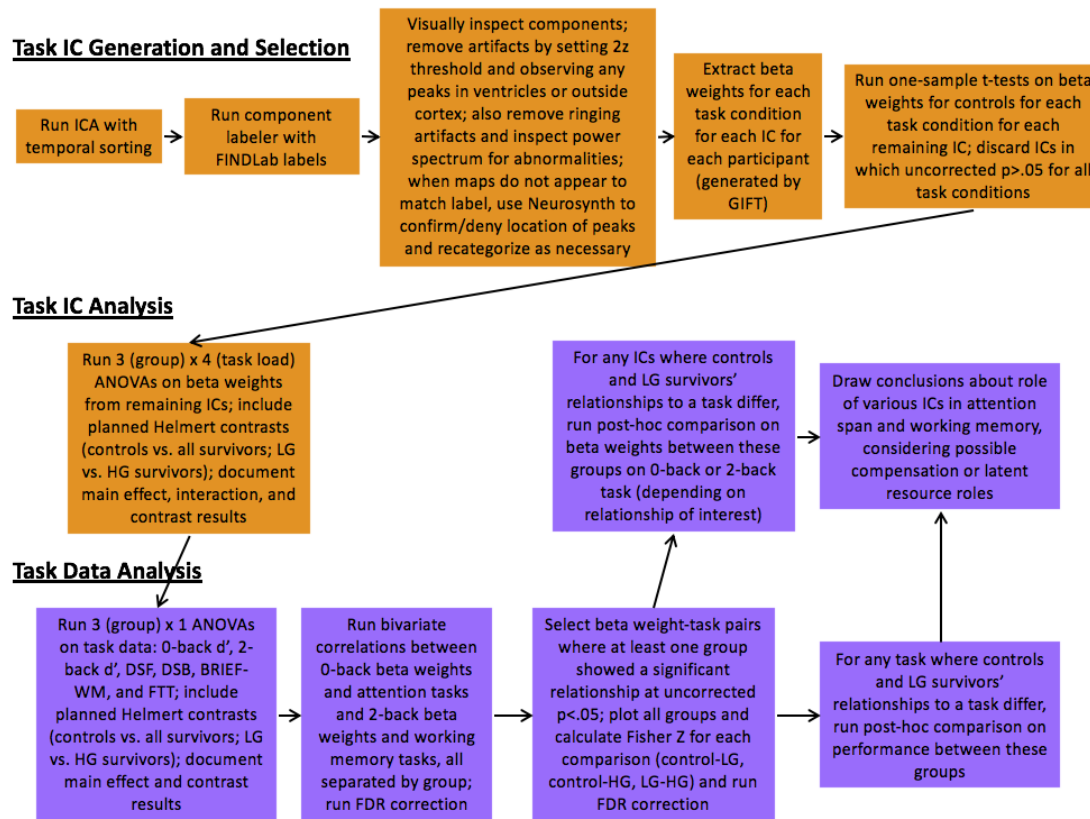 Task IC Generation and Selection
Run ICA with
temporal sorting
Run component
labeler with
FINDLab labels
Visually inspect components;
remove artifacts by setting 2z
threshold and observing any
peaks in ventricles or outside
cortex; also remove ringing
artifacts and inspect power
spectrum for abnormalities;
when maps do not appear to
match label, use Neurosynth to
confirm/deny location of peaks
and recategorize as necessary
Extract beta
weights for each
task condition
for each IC for
each participant
(generated by
GIFT)
Run one-sample t-tests on beta
weights for controls for each
task condition for each
remaining IC; discard ICs in
which uncorrected p>.05 for all
task conditions
Task IC Analysis
Run 3 (group) x 4 (task load)
ANOVAs on beta weights
from remaining ICs; include
planned Helmert contrasts
(controls vs. all survivors; LG
vs. HG survivors); document
main effect, interaction, and
contrast results
For any ICs where controls
and LG survivors’
relationships to a task differ,
run post-hoc comparison on
beta weights between these
groups on 0-back or 2-back
task (depending on
relationship of interest)
Draw conclusions about role
of various ICs in attention
span and working memory,
considering possible
compensation or latent
resource roles
Task Data Analysis
Run 3 (group) x 1 ANOVAs
on task data: 0-back d’, 2-
back d’, DSF, DSB, BRIEF-
WM, and FTT; include
planned Helmert contrasts
(controls vs. all survivors; LG
vs. HG survivors); document
main effect and contrast
results
Run bivariate
correlations between
0-back beta weights
and attention tasks
and 2-back beta
weights and working
memory tasks, all
separated by group;
run FDR correction
Select beta weight-task pairs
where at least one group
showed a significant
relationship at uncorrected
p<.05; plot all groups and
calculate Fisher Z for each
comparison (control-LG,
control-HG, LG-HG) and run
FDR correction
For any task where controls
and LG survivors’
relationships to a task differ,
run post-hoc comparison on
performance between these
groups